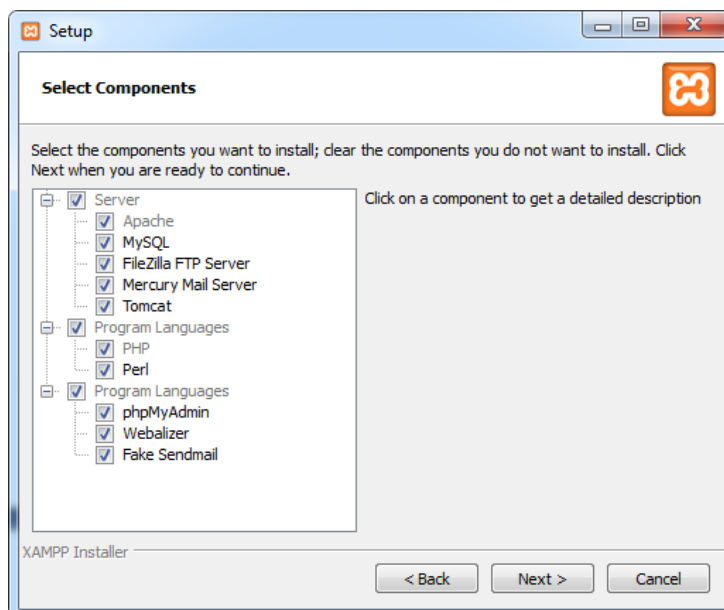 Setup
Select Components
Select the components you want to install; clear the components you do not want to install. Click
Next when you are ready to continue.
Server
Apache
MySQL
FileZilla FTP Server
Mercury Mail Server
Tomcat
Program Languages
PHP
Perl
Program Languages
phpMyAdmin
Webalizer
Fake Sendmail
Click on a component to get a detailed description
XAMPP Installer
< Back
Next >
Cancel